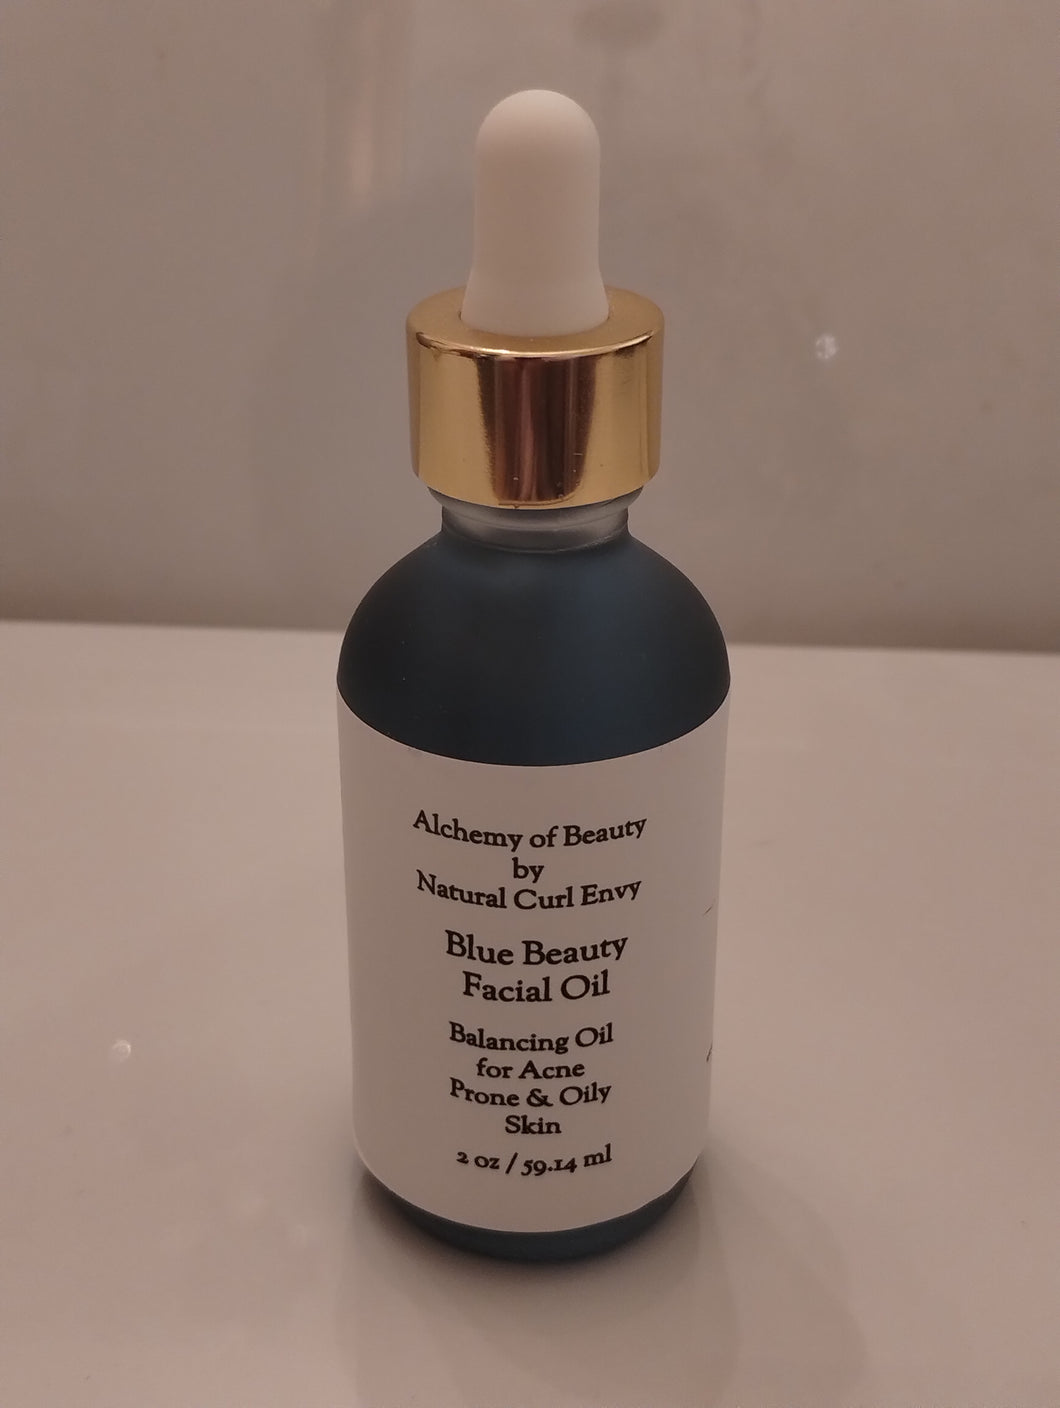 Alchemy of Beauty
by
Natural Curl Envy
Blue Beauty
Facial Oil
Balancing Oil
for Acne
Prone & Oily
Skin
2 oz / 59.14 ml